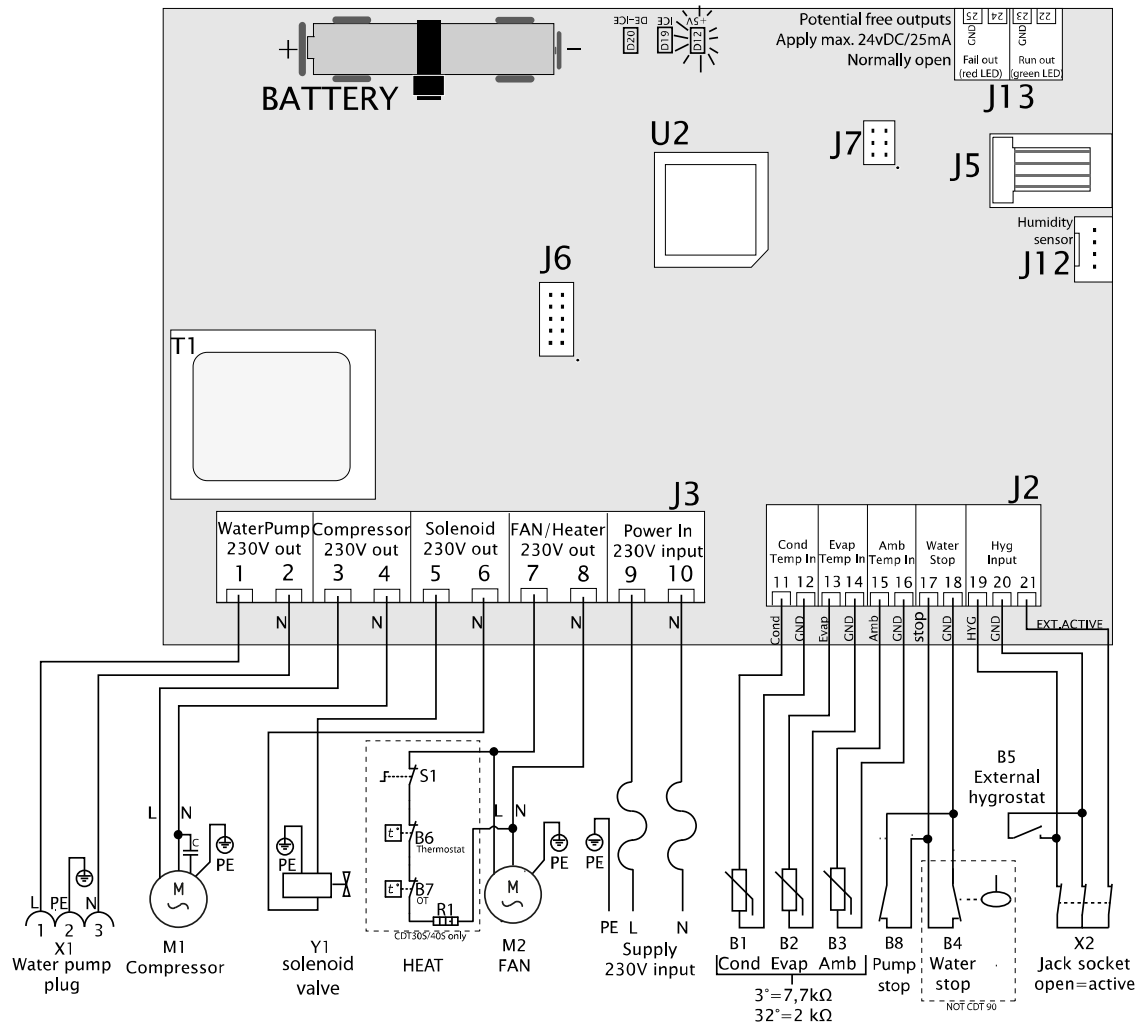 +
−
BATTERY
DE-ICE
ICE
+5V
D20
D19
D12
Potential free outputs
Apply max. 24vDC/25mA
Normally open
25
24
23
22
GND
GND
Fail out
(red LED)
Run out
(green LED)
J13
U2
J7
J5
Humidity
sensor
J12
J6
T1
J3
J2
WaterPump
230V out
Compressor
230V out
Solenoid
230V out
FAN/Heater
230V out
Power In
230V input
1 2 3 4 5 6 7 8 9 10
N N N N N
Cond
Temp In
Evap
Temp In
Amb
Temp In
Water
Stop
Hyg
Input
11 12 13 14 15 16 17 18 19 20 21
Cond GND Evap GND Amb GND stop GND HYG GND EXT.ACTIVE
L PE N
1 2 3
X1
Water pump
plug
L N
C
PE
M
M1
Compressor
PE
Y1
solenoid
valve
S1
t°
B6
Thermostat
t°
B7
OT
R1
CDT30S/40S only
HEAT
L N
PE
M
M2
FAN
PE
PE L N
Supply
230V input
B1 B2 B3
Cond Evap Amb
3°=7,7kΩ
32°=2 kΩ
B8
Pump
stop
B4
Water
stop
NOT CDT 90
B5
External
hygrostat
X2
Jack socket
open=active